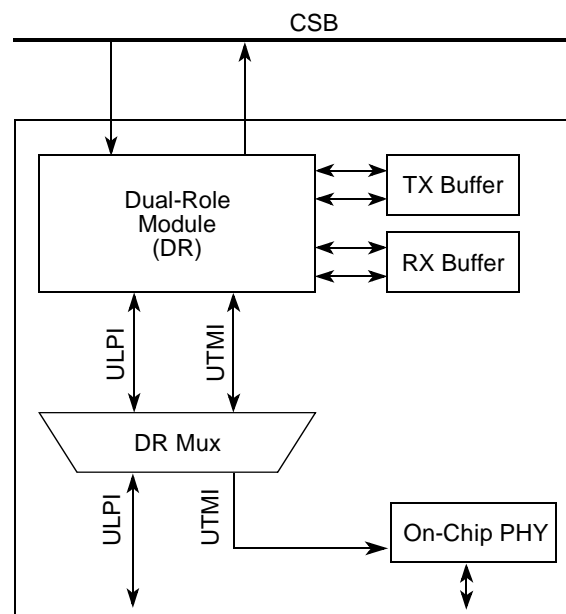 CSB
Dual-Role
Module
(DR)
TX Buffer
RX Buffer
ULPI
UTMI
DR Mux
ULPI
UTMI
On-Chip PHY